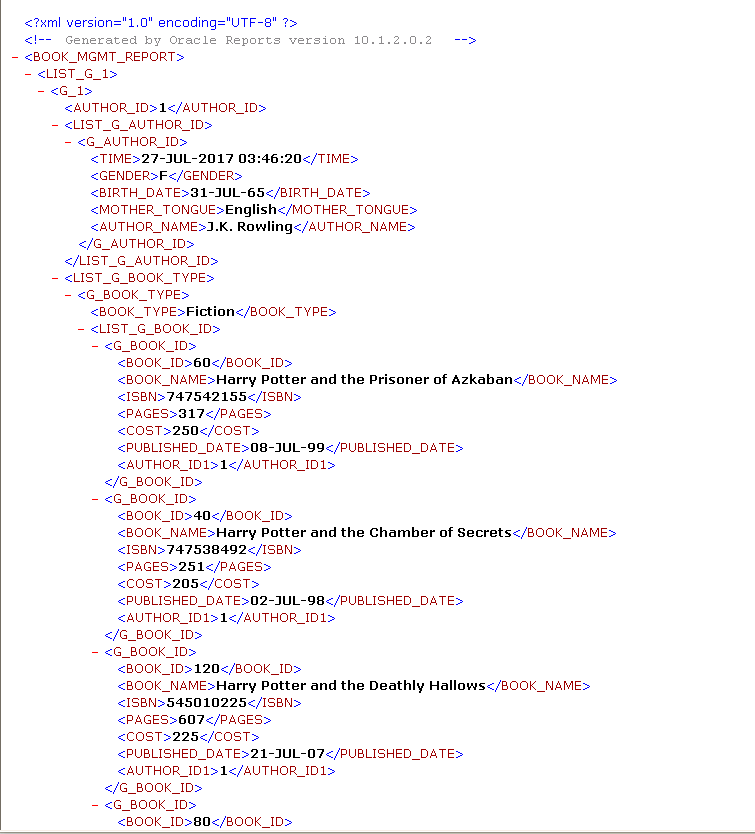 <?xml version="1.0" encoding="UTF-8" ?>
<!-- Generated by Oracle Reports version 10.1.2.0.2 -->
- <BOOK_MGMT_REPORT>
- <LIST_G_1>
- <G_1>
<AUTHOR_ID>1</AUTHOR_ID>
- <LIST_G_AUTHOR_ID>
- <G_AUTHOR_ID>
<TIME>27-JUL-2017 03:46:20</TIME>
<GENDER>F</GENDER>
<BIRTH_DATE>31-JUL-65</BIRTH_DATE>
<MOTHER_TONGUE>English</MOTHER_TONGUE>
<AUTHOR_NAME>J.K. Rowling</AUTHOR_NAME>
</G_AUTHOR_ID>
</LIST_G_AUTHOR_ID>
- <LIST_G_BOOK_TYPE>
- <G_BOOK_TYPE>
<BOOK_TYPE>Fiction</BOOK_TYPE>
- <LIST_G_BOOK_ID>
- <G_BOOK_ID>
<BOOK_ID>60</BOOK_ID>
<BOOK_NAME>Harry Potter and the Prisoner of Azkaban</BOOK_NAME>
<ISBN>747542155</ISBN>
<PAGES>317</PAGES>
<COST>250</COST>
<PUBLISHED_DATE>08-JUL-99</PUBLISHED_DATE>
<AUTHOR_ID1>1</AUTHOR_ID1>
</G_BOOK_ID>
- <G_BOOK_ID>
<BOOK_ID>40</BOOK_ID>
<BOOK_NAME>Harry Potter and the Chamber of Secrets</BOOK_NAME>
<ISBN>747538492</ISBN>
<PAGES>251</PAGES>
<COST>205</COST>
<PUBLISHED_DATE>02-JUL-98</PUBLISHED_DATE>
<AUTHOR_ID1>1</AUTHOR_ID1>
</G_BOOK_ID>
- <G_BOOK_ID>
<BOOK_ID>120</BOOK_ID>
<BOOK_NAME>Harry Potter and the Deathly Hallows</BOOK_NAME>
<ISBN>545010225</ISBN>
<PAGES>607</PAGES>
<COST>225</COST>
<PUBLISHED_DATE>21-JUL-07</PUBLISHED_DATE>
<AUTHOR_ID1>1</AUTHOR_ID1>
</G_BOOK_ID>
- <G_BOOK_ID>
<BOOK_ID>80</BOOK_ID>